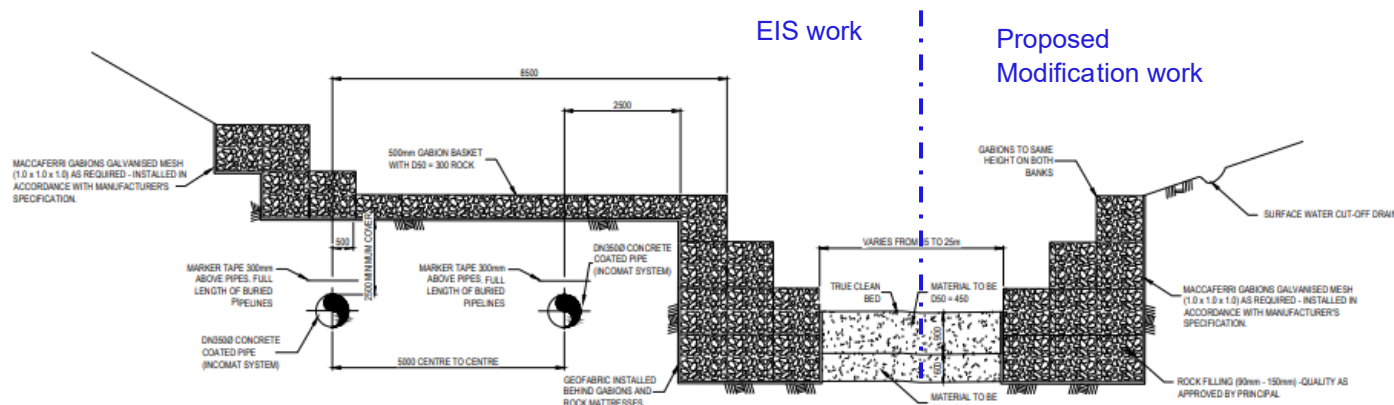 EIS work
Proposed
Modification work
8500
2500
500mm GABION BASKET
WITH D50 = 300 ROCK
MACCAFERRI GABIONS GALVANISED MESH
(1.0 x 1.0 x 1.0) AS REQUIRED - INSTALLED IN
ACCORDANCE WITH MANUFACTURER'S
SPECIFICATION.
GABIONS TO SAME
HEIGHT ON BOTH
BANKS
SURFACE WATER CUT-OFF DRAIN
500
2500 MINIMUM COVER
MARKER TAPE 300mm
ABOVE PIPES. FULL
LENGTH OF BURIED
PIPELINES
MARKER TAPE 300mm
ABOVE PIPES, FULL
LENGTH OF BURIED
PIPELINES
DN350Ø CONCRETE
COATED PIPE
(INCOMAT SYSTEM)
VARIES FROM 5 TO 25m
TRUE CLEAN
BED
MATERIAL TO BE
D50 = 450
MACCAFERRI GABIONS GALVANISED MESH
(1.0 x 1.0 x 1.0) AS REQUIRED - INSTALLED IN
ACCORDANCE WITH MANUFACTURER'S
SPECIFICATION.
DN350Ø CONCRETE
COATED PIPE
(INCOMAT SYSTEM)
5000 CENTRE TO CENTRE
GEOFABRIC INSTALLED
BEHIND GABIONS AND
ROCK MATTRESSES
600
MATERIAL TO BE
ROCK FILLING (90mm - 150mm) -QUALITY AS
APPROVED BY PRINCIPAL